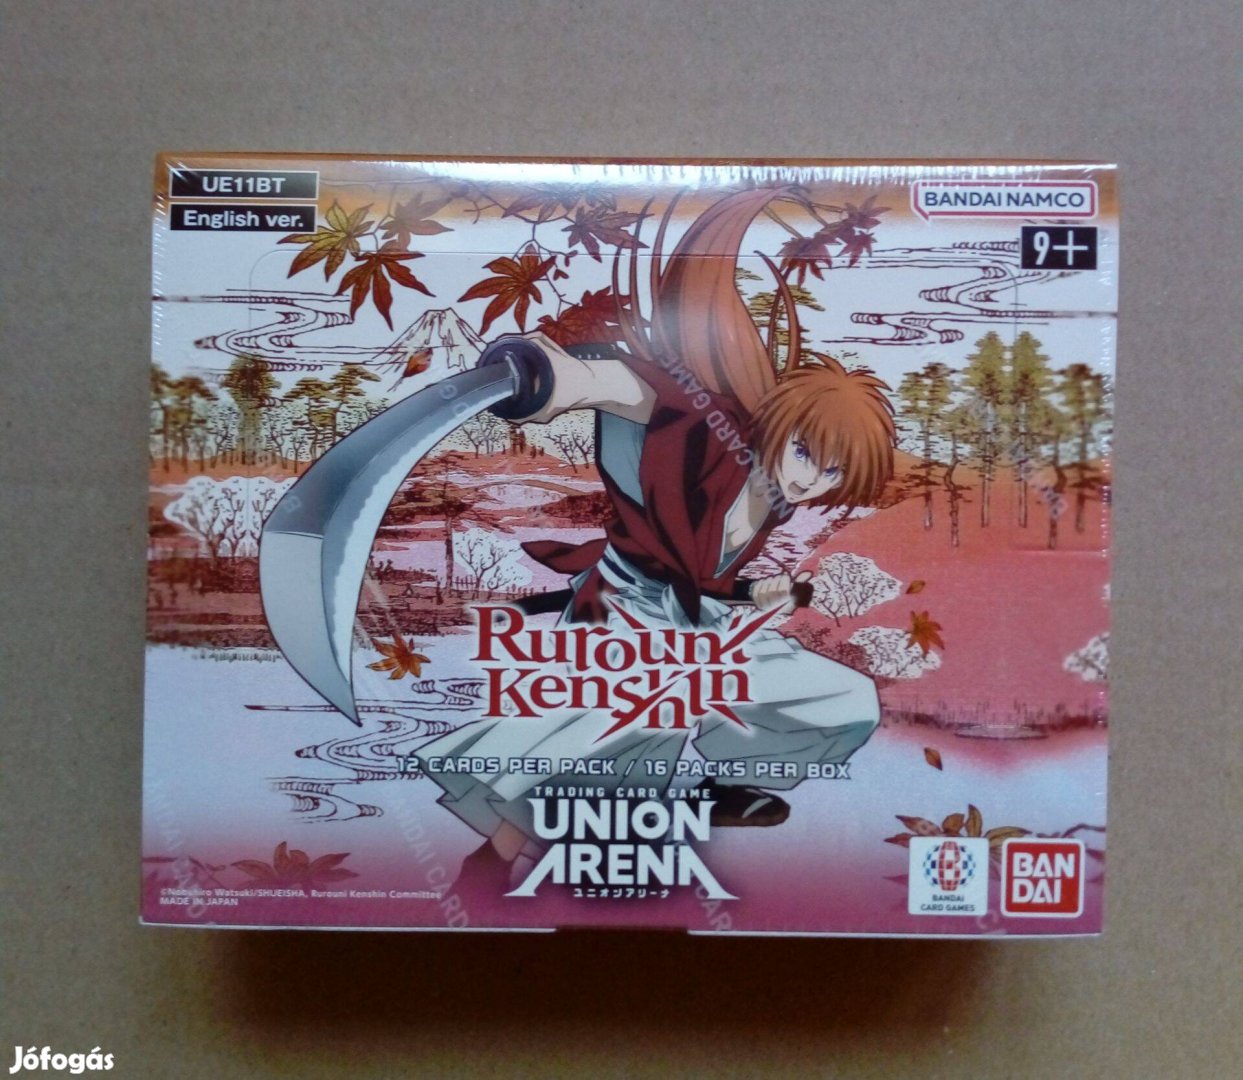 UE11BT
English ver.
BANDAI NAMCO
9+
Rurouni
Kenshin
12 CARDS PER PACK / 16 PACKS PER BOX
TRADING CARD GAME
UNION
ARENA
ユニオンアリーナ
©Nobuhiro Watsuki/SHUEISHA, Rurouni Kenshin Committee
MADE IN JAPAN
BANDAI
CARD GAMES
BAN
DAI
Jófogás